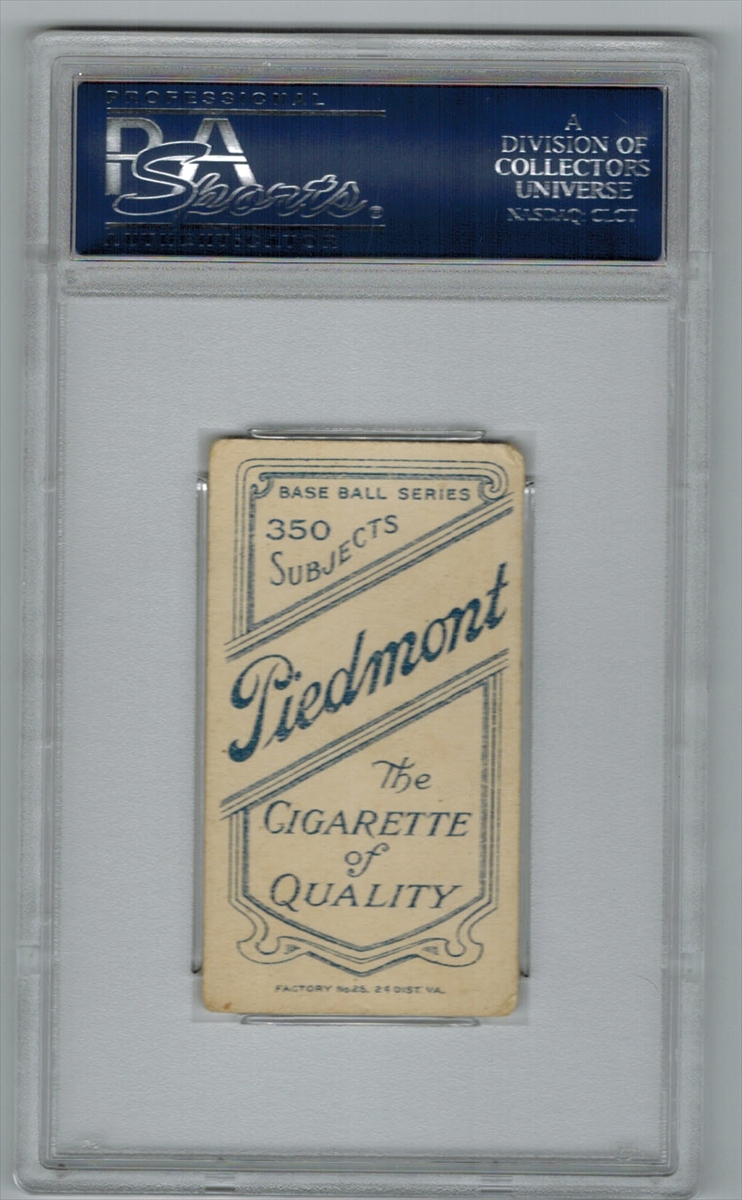 PROFESSIONAL
PSA
Sports®
AUTHENTICATOR
A
DIVISION OF
COLLECTORS
UNIVERSE
NASDAQ: CLCT
BASE BALL SERIES
350
SUBJECTS
Piedmont
The
CIGARETTE
of
QUALITY
FACTORY No 25, 2d DIST. VA.